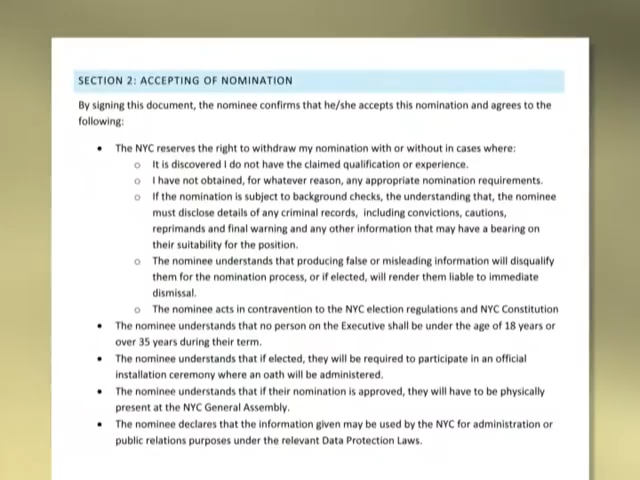 SECTION 2: ACCEPTING OF NOMINATION
By signing this document, the nominee confirms that he/she accepts this nomination and agrees to the
following:
• The NYC reserves the right to withdraw my nomination with or without in cases where:
o It is discovered I do not have the claimed qualification or experience.
o I have not obtained, for whatever reason, any appropriate nomination requirements.
o If the nomination is subject to background checks, the understanding that, the nominee
must disclose details of any criminal records, including convictions, cautions,
reprimands and final warning and any other information that may have a bearing on
their suitability for the position.
o The nominee understands that producing false or misleading information will disqualify
them for the nomination process, or if elected, will render them liable to immediate
dismissal.
o The nominee acts in contravention to the NYC election regulations and NYC Constitution
• The nominee understands that no person on the Executive shall be under the age of 18 years or
over 35 years during their term.
• The nominee understands that if elected, they will be required to participate in an official
installation ceremony where an oath will be administered.
• The nominee understands that if their nomination is approved, they will have to be physically
present at the NYC General Assembly.
• The nominee declares that the information given may be used by the NYC for administration or
public relations purposes under the relevant Data Protection Laws.